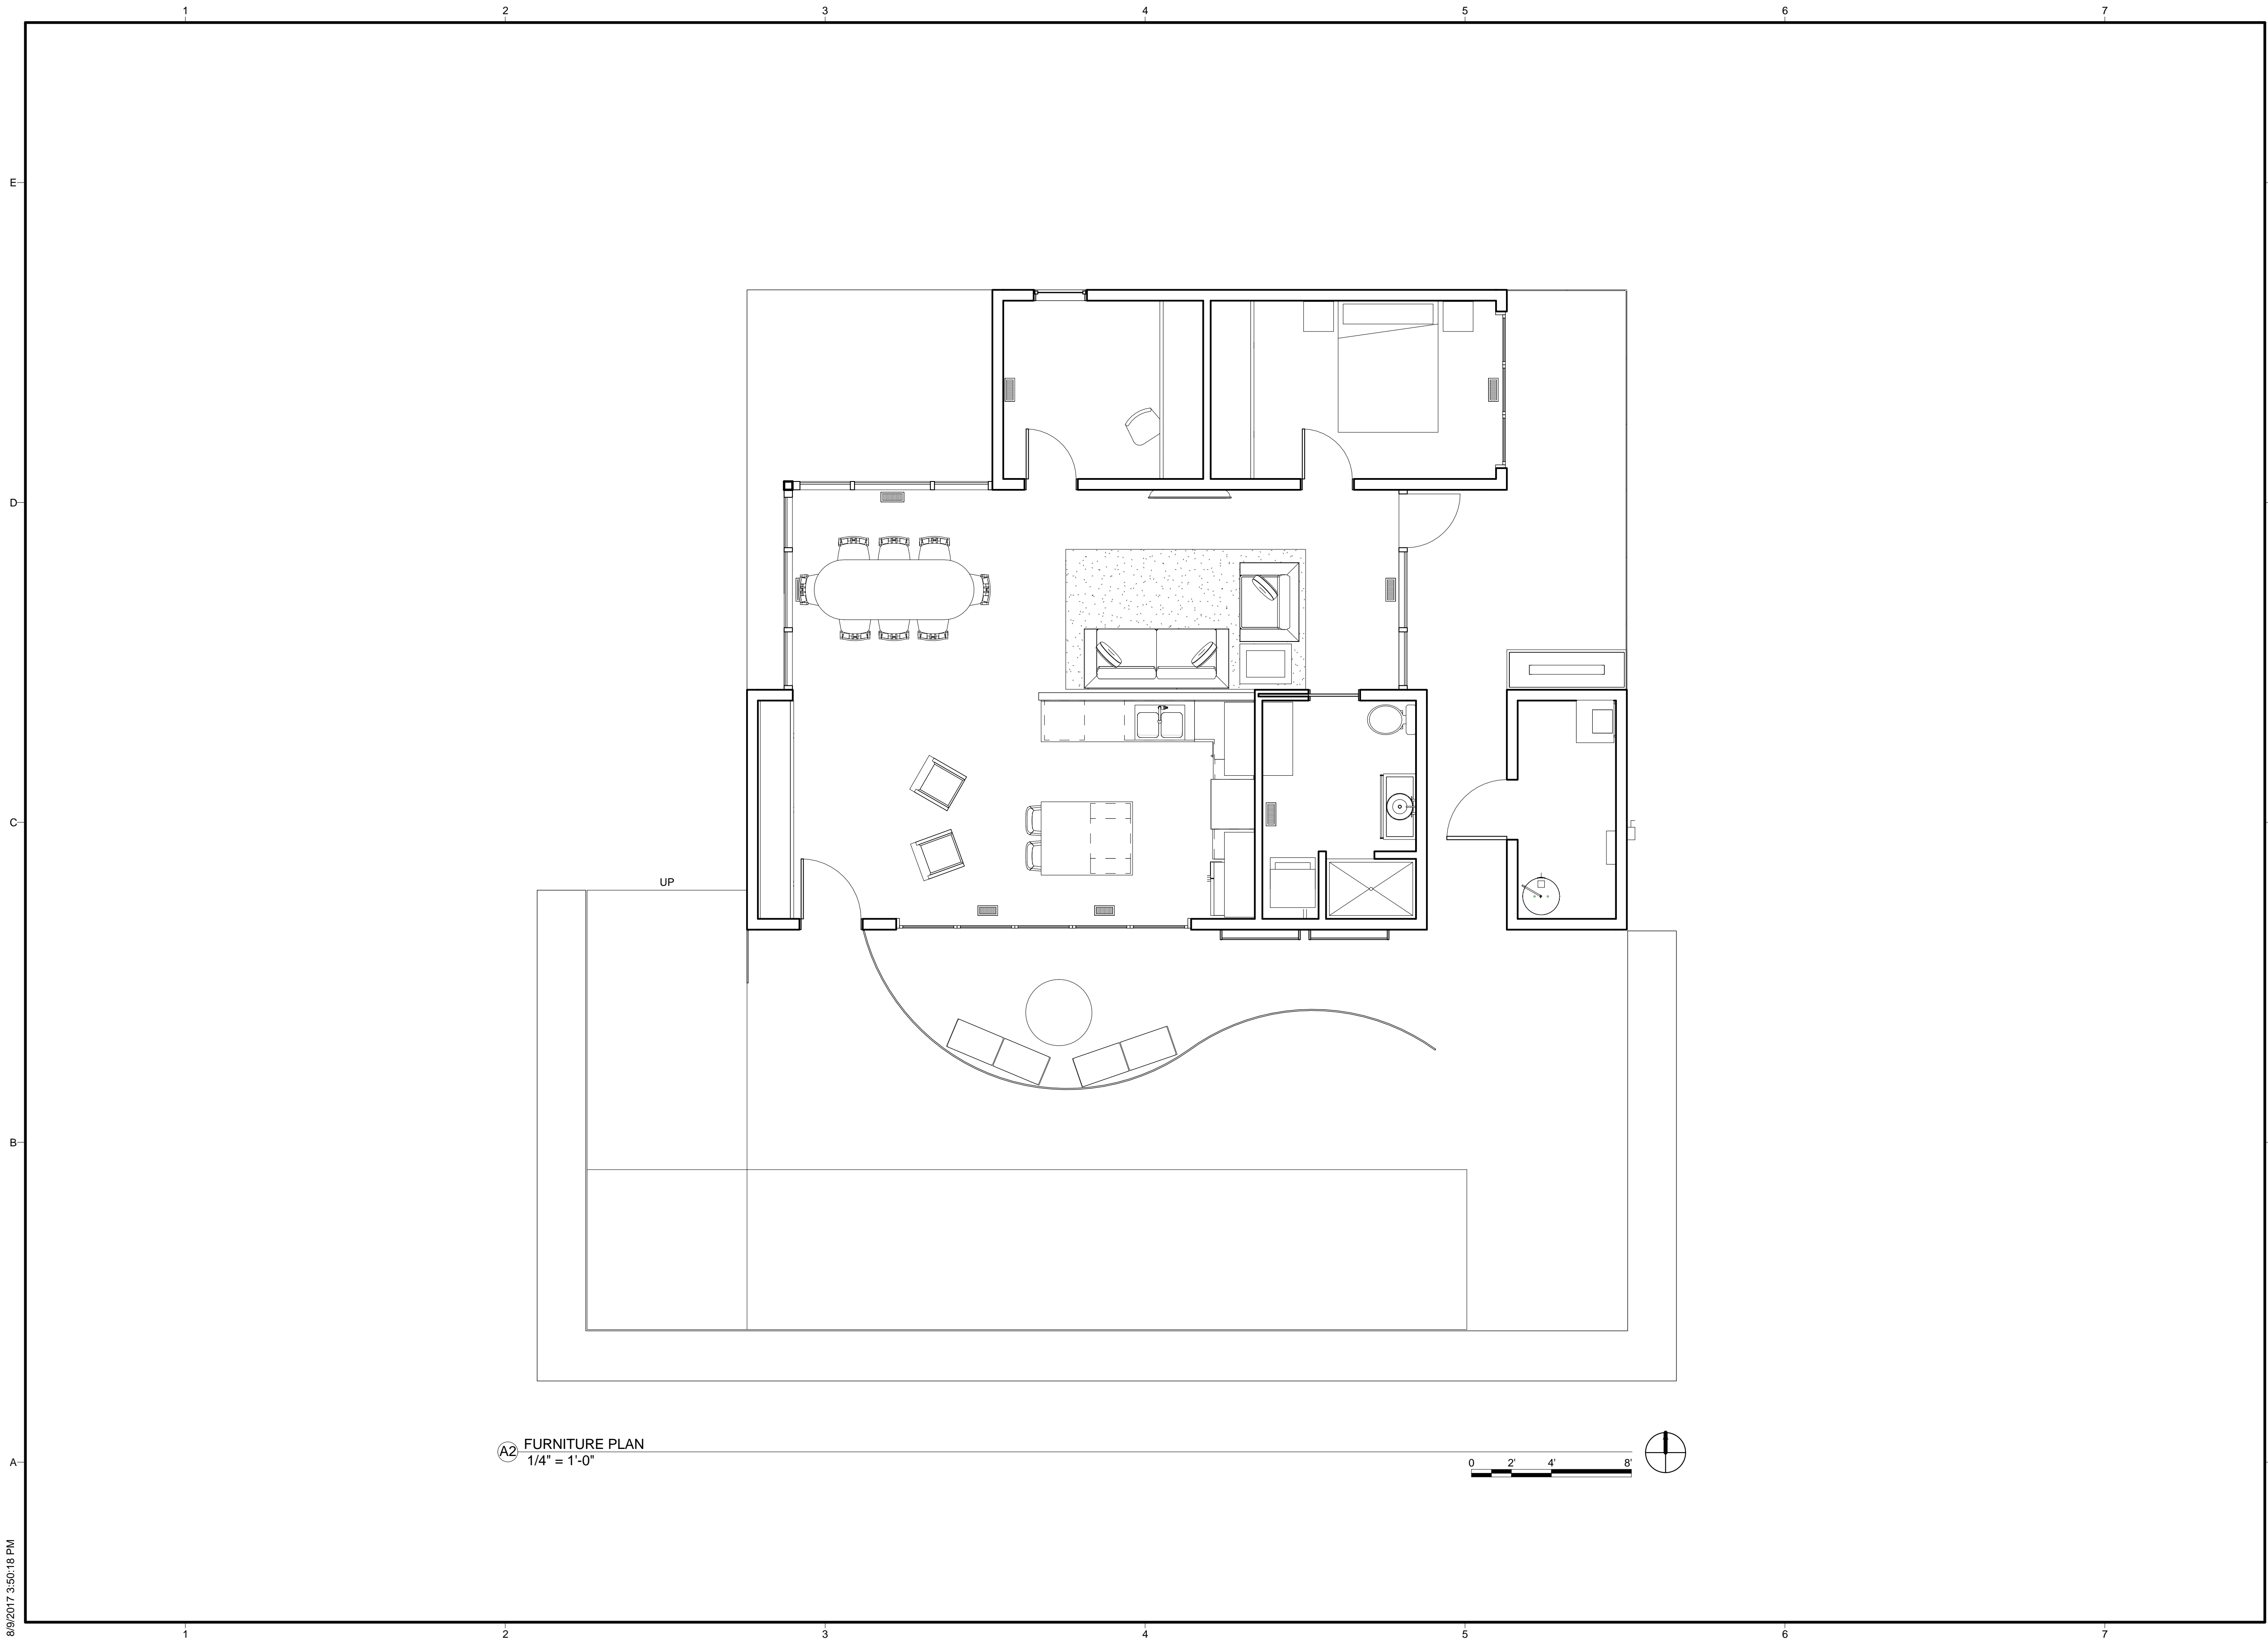 1 2 3 4 5 6 7
E
D
C
B
A
UP
A2 FURNITURE PLAN
1/4" = 1'-0"
0 2' 4' 8'
8/9/2017 3:50:18 PM
1 2 3 4 5 6 7